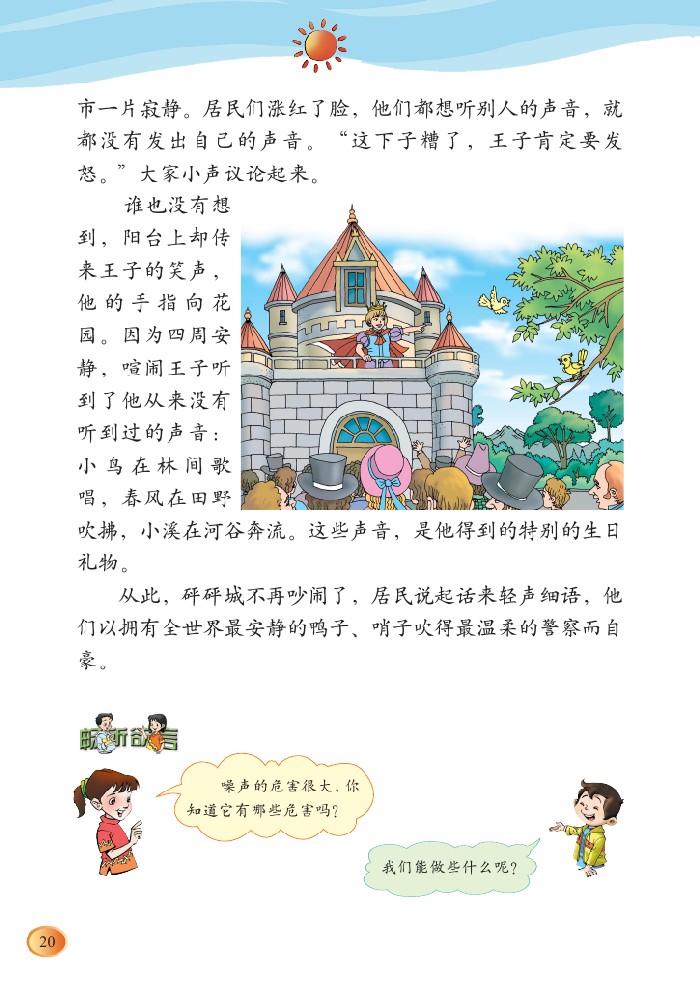 市一片寂静。居民们涨红了脸，他们都想听别人的声音，就
都没有发出自己的声音。“这下子糟了，王子肯定要发
怒。”大家小声议论起来。
谁也没有想
到，阳台上却传
来王子的笑声，
他的手指向花
园。因为四周安
静，喧闹王子听
到了他从来没有
听到过的声音：
小鸟在林间歌
唱，春风在田野
吹拂，小溪在河谷奔流。这些声音，是他得到的特别的生日
礼物。
从此，砰砰城不再吵闹了，居民说起话来轻声细语，他
们以拥有全世界最安静的鸭子、哨子吹得最温柔的警察而自
豪。
畅所欲言
噪声的危害很大，你
知道它有哪些危害吗？
我们能做些什么呢？
20